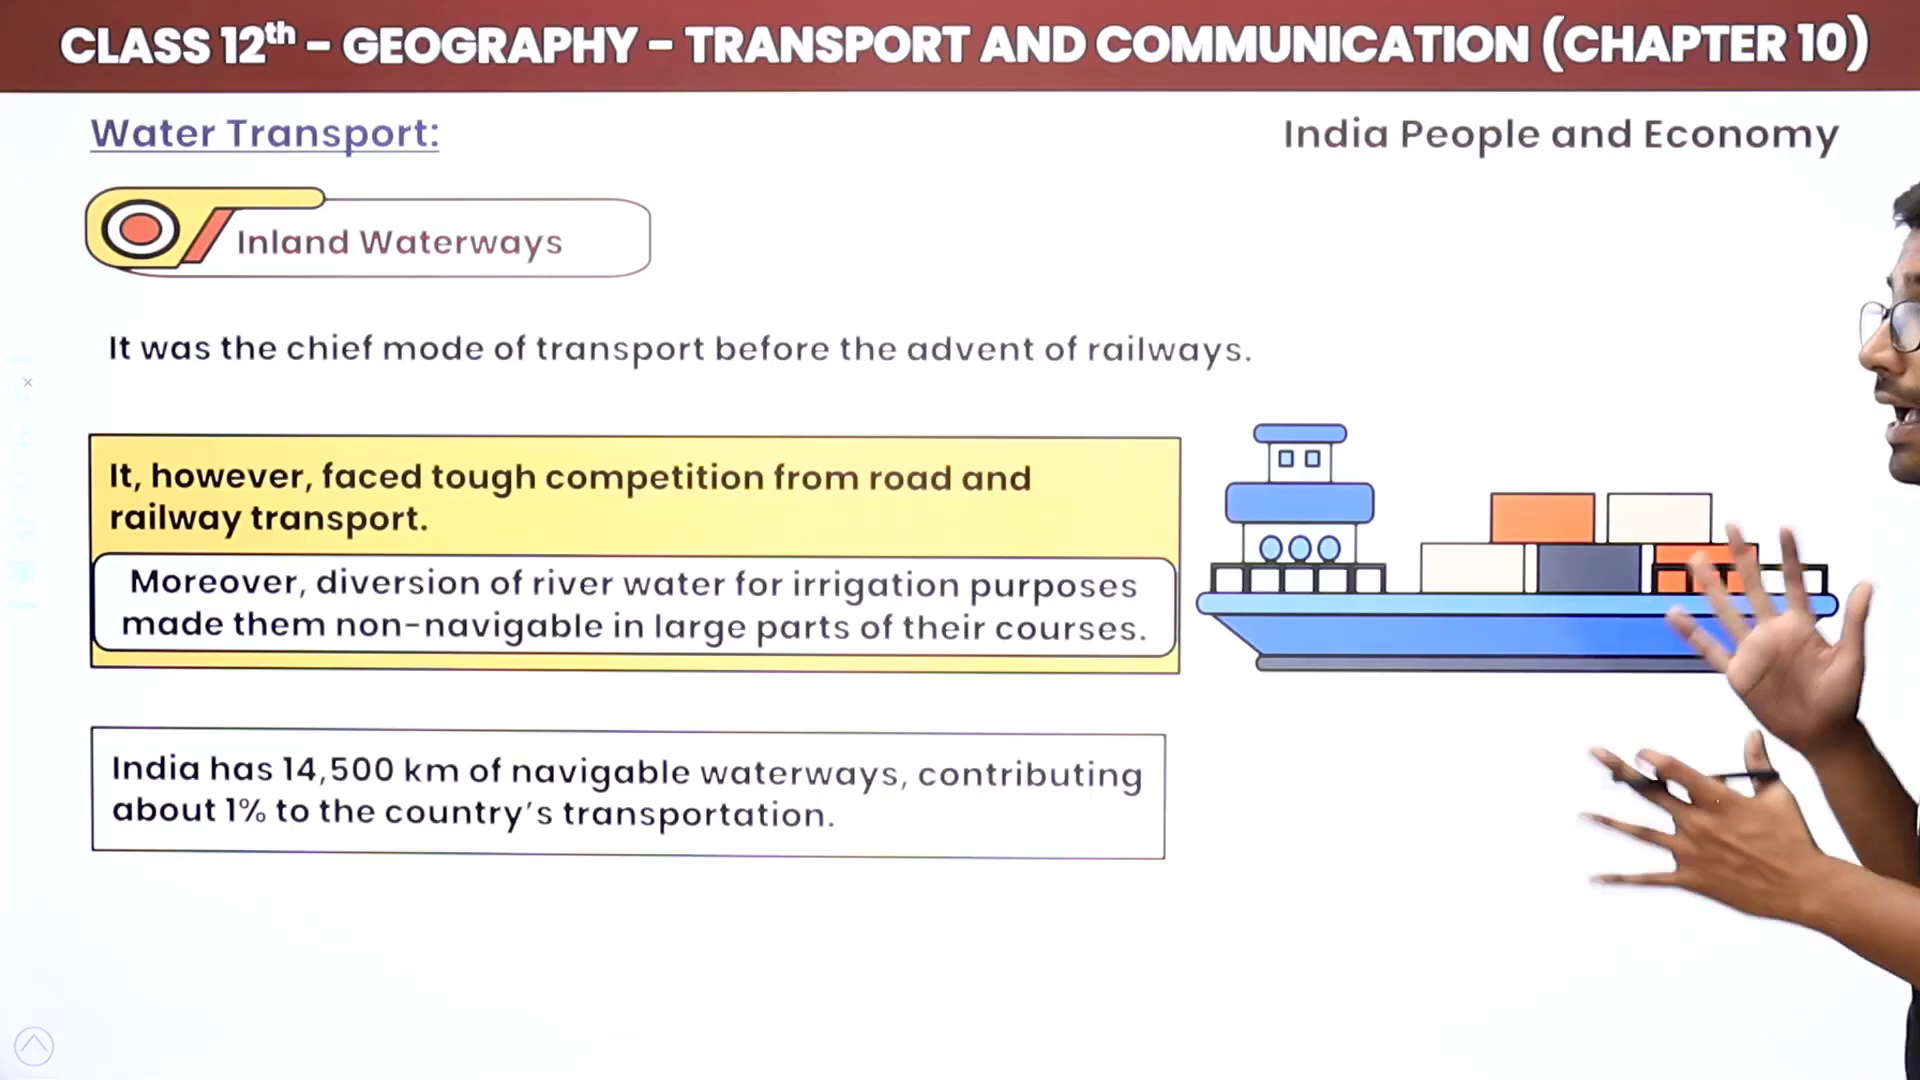 CLASS 12th – GEOGRAPHY – TRANSPORT AND COMMUNICATION (CHAPTER 10)
Water Transport:
India People and Economy
Inland Waterways
It was the chief mode of transport before the advent of railways.
It, however, faced tough competition from road and
railway transport.
Moreover, diversion of river water for irrigation purposes
made them non-navigable in large parts of their courses.
India has 14,500 km of navigable waterways, contributing
about 1% to the country’s transportation.